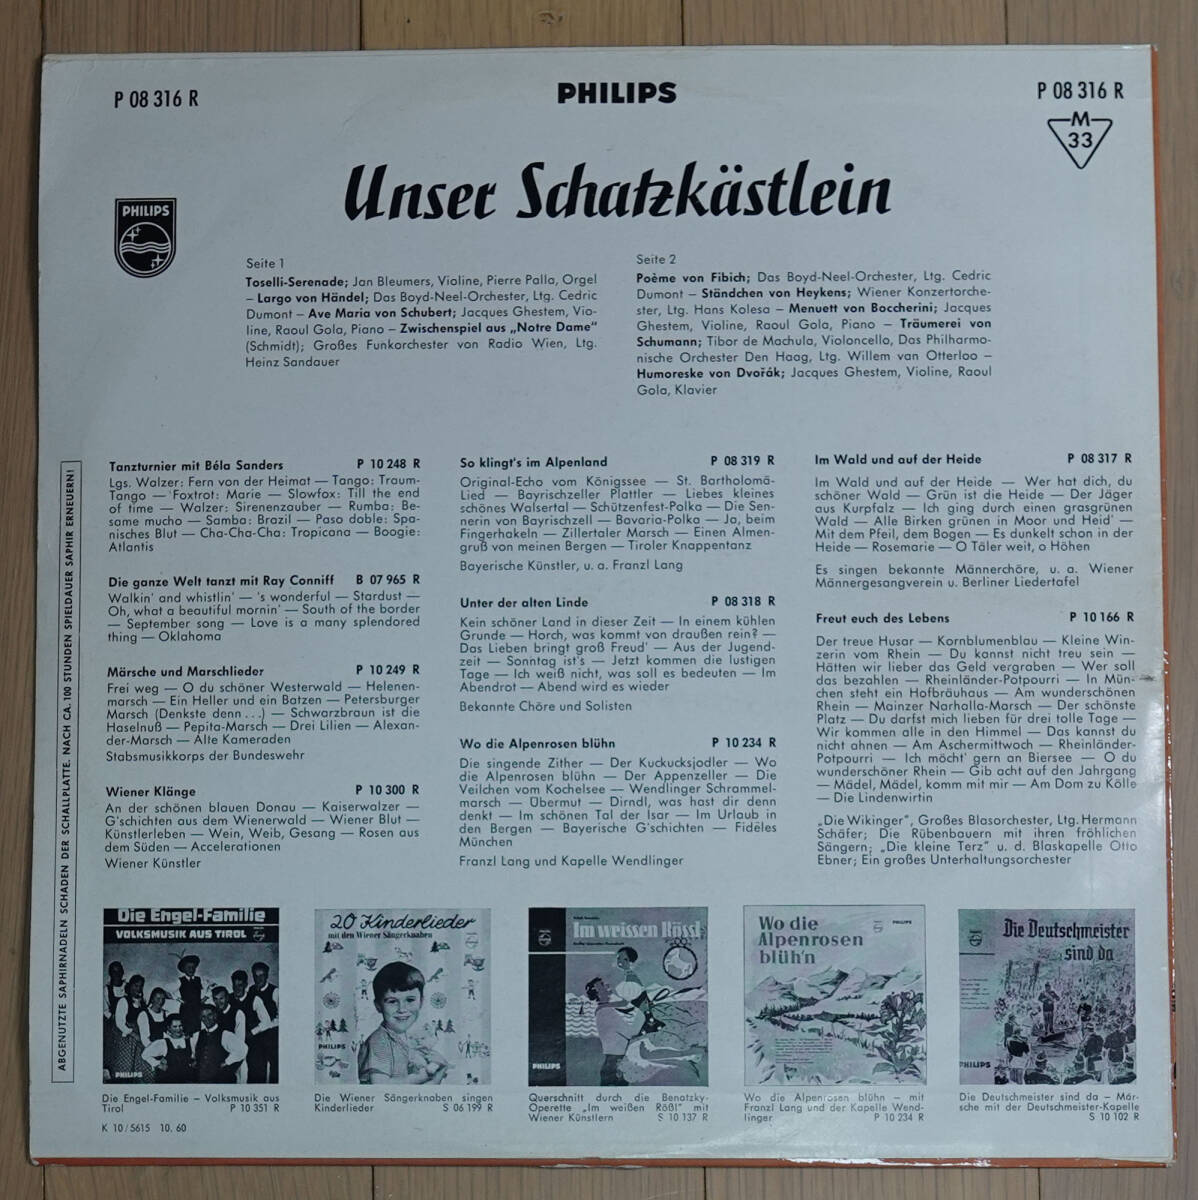 P 08 316 R
PHILIPS
P 08 316 R
M
33
Unser Schatzkästlein
PHILIPS
Seite 1
Toselli-Serenade; Jan Bleumers, Violine, Pierre Palla, Orgel
– Largo von Händel; Das Boyd-Neel-Orchester, Ltg. Cedric
Dumont – Ave Maria von Schubert; Jacques Ghestem, Vio-
line, Raoul Gola, Piano – Zwischenspiel aus „Notre Dame“
(Schmidt); Großes Funkorchester von Radio Wien, Ltg.
Heinz Sandauer
Seite 2
Poème von Fibich; Das Boyd-Neel-Orchester, Ltg. Cedric
Dumont – Ständchen von Heykens; Wiener Konzertorche-
ster, Ltg. Hans Kolesa – Menuett von Boccherini; Jacques
Ghestem, Violine, Raoul Gola, Piano – Träumerei von
Schumann; Tibor de Machula, Violoncello, Das Philharmo-
nische Orchester Den Haag, Ltg. Willem van Otterloo –
Humoreske von Dvořák; Jacques Ghestem, Violine, Raoul
Gola, Klavier
ABGENUTZTE SAPHIRNADELN SCHADEN DER SCHALLPLATTE. NACH CA. 100 STUNDEN SPIELDAUER SAPHIR ERNEUERN!
Tanzturnier mit Béla Sanders P 10 248 R
Lgs. Walzer: Fern von der Heimat — Tango: Traum-
Tango — Foxtrot: Marie — Slowfox: Till the end
of time — Walzer: Sirenenzauber — Rumba: Be-
same mucho — Samba: Brazil — Paso doble: Spa-
nisches Blut — Cha-Cha-Cha: Tropicana — Boogie:
Atlantis
Die ganze Welt tanzt mit Ray Conniff B 07 965 R
Walkin' and whistlin' — 's wonderful — Stardust —
Oh, what a beautiful mornin' — South of the border
— September song — Love is a many splendored
thing — Oklahoma
Märsche und Marschlieder P 10 249 R
Frei weg — O du schöner Westerwald — Helenen-
marsch — Ein Heller und ein Batzen — Petersburger
Marsch (Denkste denn . . .) — Schwarzbraun ist die
Haselnuß — Pepita-Marsch — Drei Lilien — Alexan-
der-Marsch — Alte Kameraden
Stabsmusikkorps der Bundeswehr
Wiener Klänge P 10 300 R
An der schönen blauen Donau — Kaiserwalzer —
G'schichten aus dem Wienerwald — Wiener Blut —
Künstlerleben — Wein, Weib, Gesang — Rosen aus
dem Süden — Accelerationen
Wiener Künstler
So klingt's im Alpenland P 08 319 R
Original-Echo vom Königssee — St. Bartholomä-
Lied — Bayrischzeller Plattler — Liebes kleines
schönes Walsertal — Schützenfest-Polka — Die Sen-
nerin von Bayrischzell — Bavaria-Polka — Ja, beim
Fingerhakeln — Zillertaler Marsch — Einen Almen-
gruß von meinen Bergen — Tiroler Knappentanz
Bayerische Künstler, u. a. Franzl Lang
Unter der alten Linde P 08 318 R
Kein schöner Land in dieser Zeit — In einem kühlen
Grunde — Horch, was kommt von draußen rein? —
Das Lieben bringt groß Freud' — Aus der Jugend-
zeit — Sonntag ist's — Jetzt kommen die lustigen
Tage — Ich weiß nicht, was soll es bedeuten — Im
Abendrot — Abend wird es wieder
Bekannte Chöre und Solisten
Wo die Alpenrosen blühn P 10 234 R
Die singende Zither — Der Kuckucksjodler — Wo
die Alpenrosen blühn — Der Appenzeller — Die
Veilchen vom Kochelsee — Wendlinger Schrammel-
marsch — Übermut — Dirndl, was hast dir denn
denkt — Im schönen Tal der Isar — Im Urlaub in
den Bergen — Bayerische G'schichten — Fidéles
München
Franzl Lang und Kapelle Wendlinger
Im Wald und auf der Heide P 08 317 R
Im Wald und auf der Heide — Wer hat dich, du
schöner Wald — Grün ist die Heide — Der Jäger
aus Kurpfalz — Ich ging durch einen grasgrünen
Wald — Alle Birken grünen in Moor und Heid' —
Mit dem Pfeil, dem Bogen — Es dunkelt schon in der
Heide — Rosemarie — O Täler weit, o Höhen
Es singen bekannte Männerchöre, u. a. Wiener
Männergesangverein u. Berliner Liedertafel
Freut euch des Lebens P 10 166 R
Der treue Husar — Kornblumenblau — Kleine Win-
zerin vom Rhein — Du kannst nicht treu sein —
Hätten wir lieber das Geld vergraben — Wer soll
das bezahlen — Rheinländer-Potpourri — In Mün-
chen steht ein Hofbräuhaus — Am wunderschönen
Rhein — Mainzer Narhalla-Marsch — Der schönste
Platz — Du darfst mich lieben für drei tolle Tage —
Wir kommen alle in den Himmel — Das kannst du
nicht ahnen — Am Aschermittwoch — Rheinländer-
Potpourri — Ich möcht' gern an Biersee — O du
wunderschöner Rhein — Gib acht auf den Jahrgang
— Mädel, Mädel, komm mit mir — Am Dom zu Kölle
— Die Lindenwirtin
„Die Wikinger“, Großes Blasorchester, Ltg. Hermann
Schäfer; Die Rübenbauern mit ihren fröhlichen
Sängern; „Die kleine Terz“ u. d. Blaskapelle Otto
Ebner; Ein großes Unterhaltungsorchester
Die Engel-Familie
VOLKSMUSIK AUS TIROL
PHILIPS
20 Kinderlieder
mit den Wiener Sängerknaben
PHILIPS
Im weissen Rössl
PHILIPS
Wo die
Alpenrosen
blüh'n
PHILIPS
Die Deutschmeister
sind da
PHILIPS
Die Engel-Familie – Volksmusik aus
Tirol P 10 351 R
Die Wiener Sängerknaben singen
Kinderlieder S 06 199 R
Querschnitt durch die Benatzky-
Operette „Im weißen Rößl“ mit
Wiener Künstlern S 10 137 R
Wo die Alpenrosen blühn – mit
Franzl Lang und der Kapelle Wend-
linger P 10 234 R
Die Deutschmeister sind da – Mär-
sche mit der Deutschmeister-Kapelle
S 10 102 R
K 10/5615 10. 60